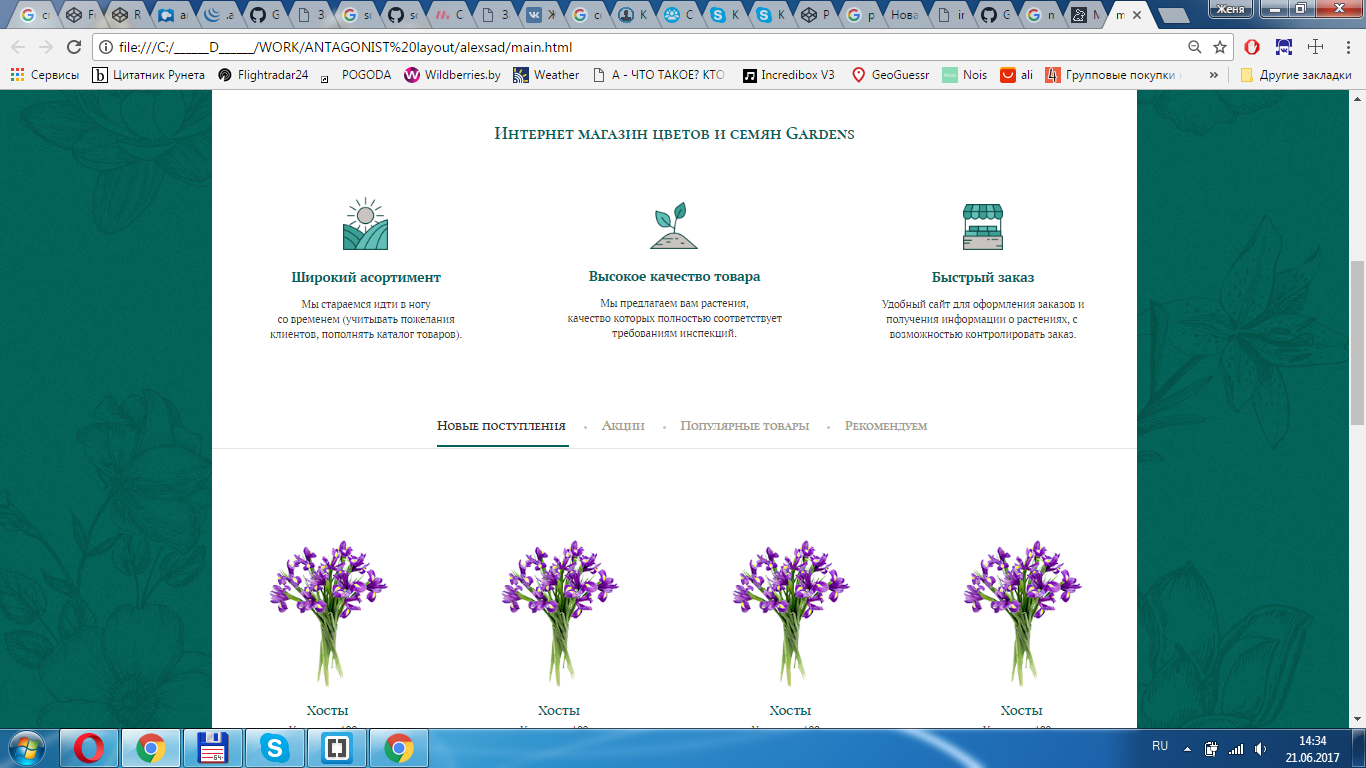 Женя
file:///C:/______D______/WORK/ANTAGONIST%20layout/alexsad/main.html
Сервисы
Цитатник Рунета
Flightradar24
POGODA
Wildberries.by
Weather
А - ЧТО ТАКОЕ? КТО
Incredibox V3
GeoGuessr
Nois
ali
Групповые покупки
»
Другие закладки
Интернет магазин цветов и семян Gardens
Широкий асортимент
Мы стараемся идти в ногу
со временем (учитывать пожелания
клиентов, пополнять каталог товаров).
Высокое качество товара
Мы предлагаем вам растения,
качество которых полностью соответствует
требованиям инспекций.
Быстрый заказ
Удобный сайт для оформления заказов и
получения информации о растениях, с
возможностью контролировать заказ.
Новые поступления • Акции • Популярные товары • Рекомендуем
Хосты
Хосты
Хосты
Хосты
RU
14:34
21.06.2017